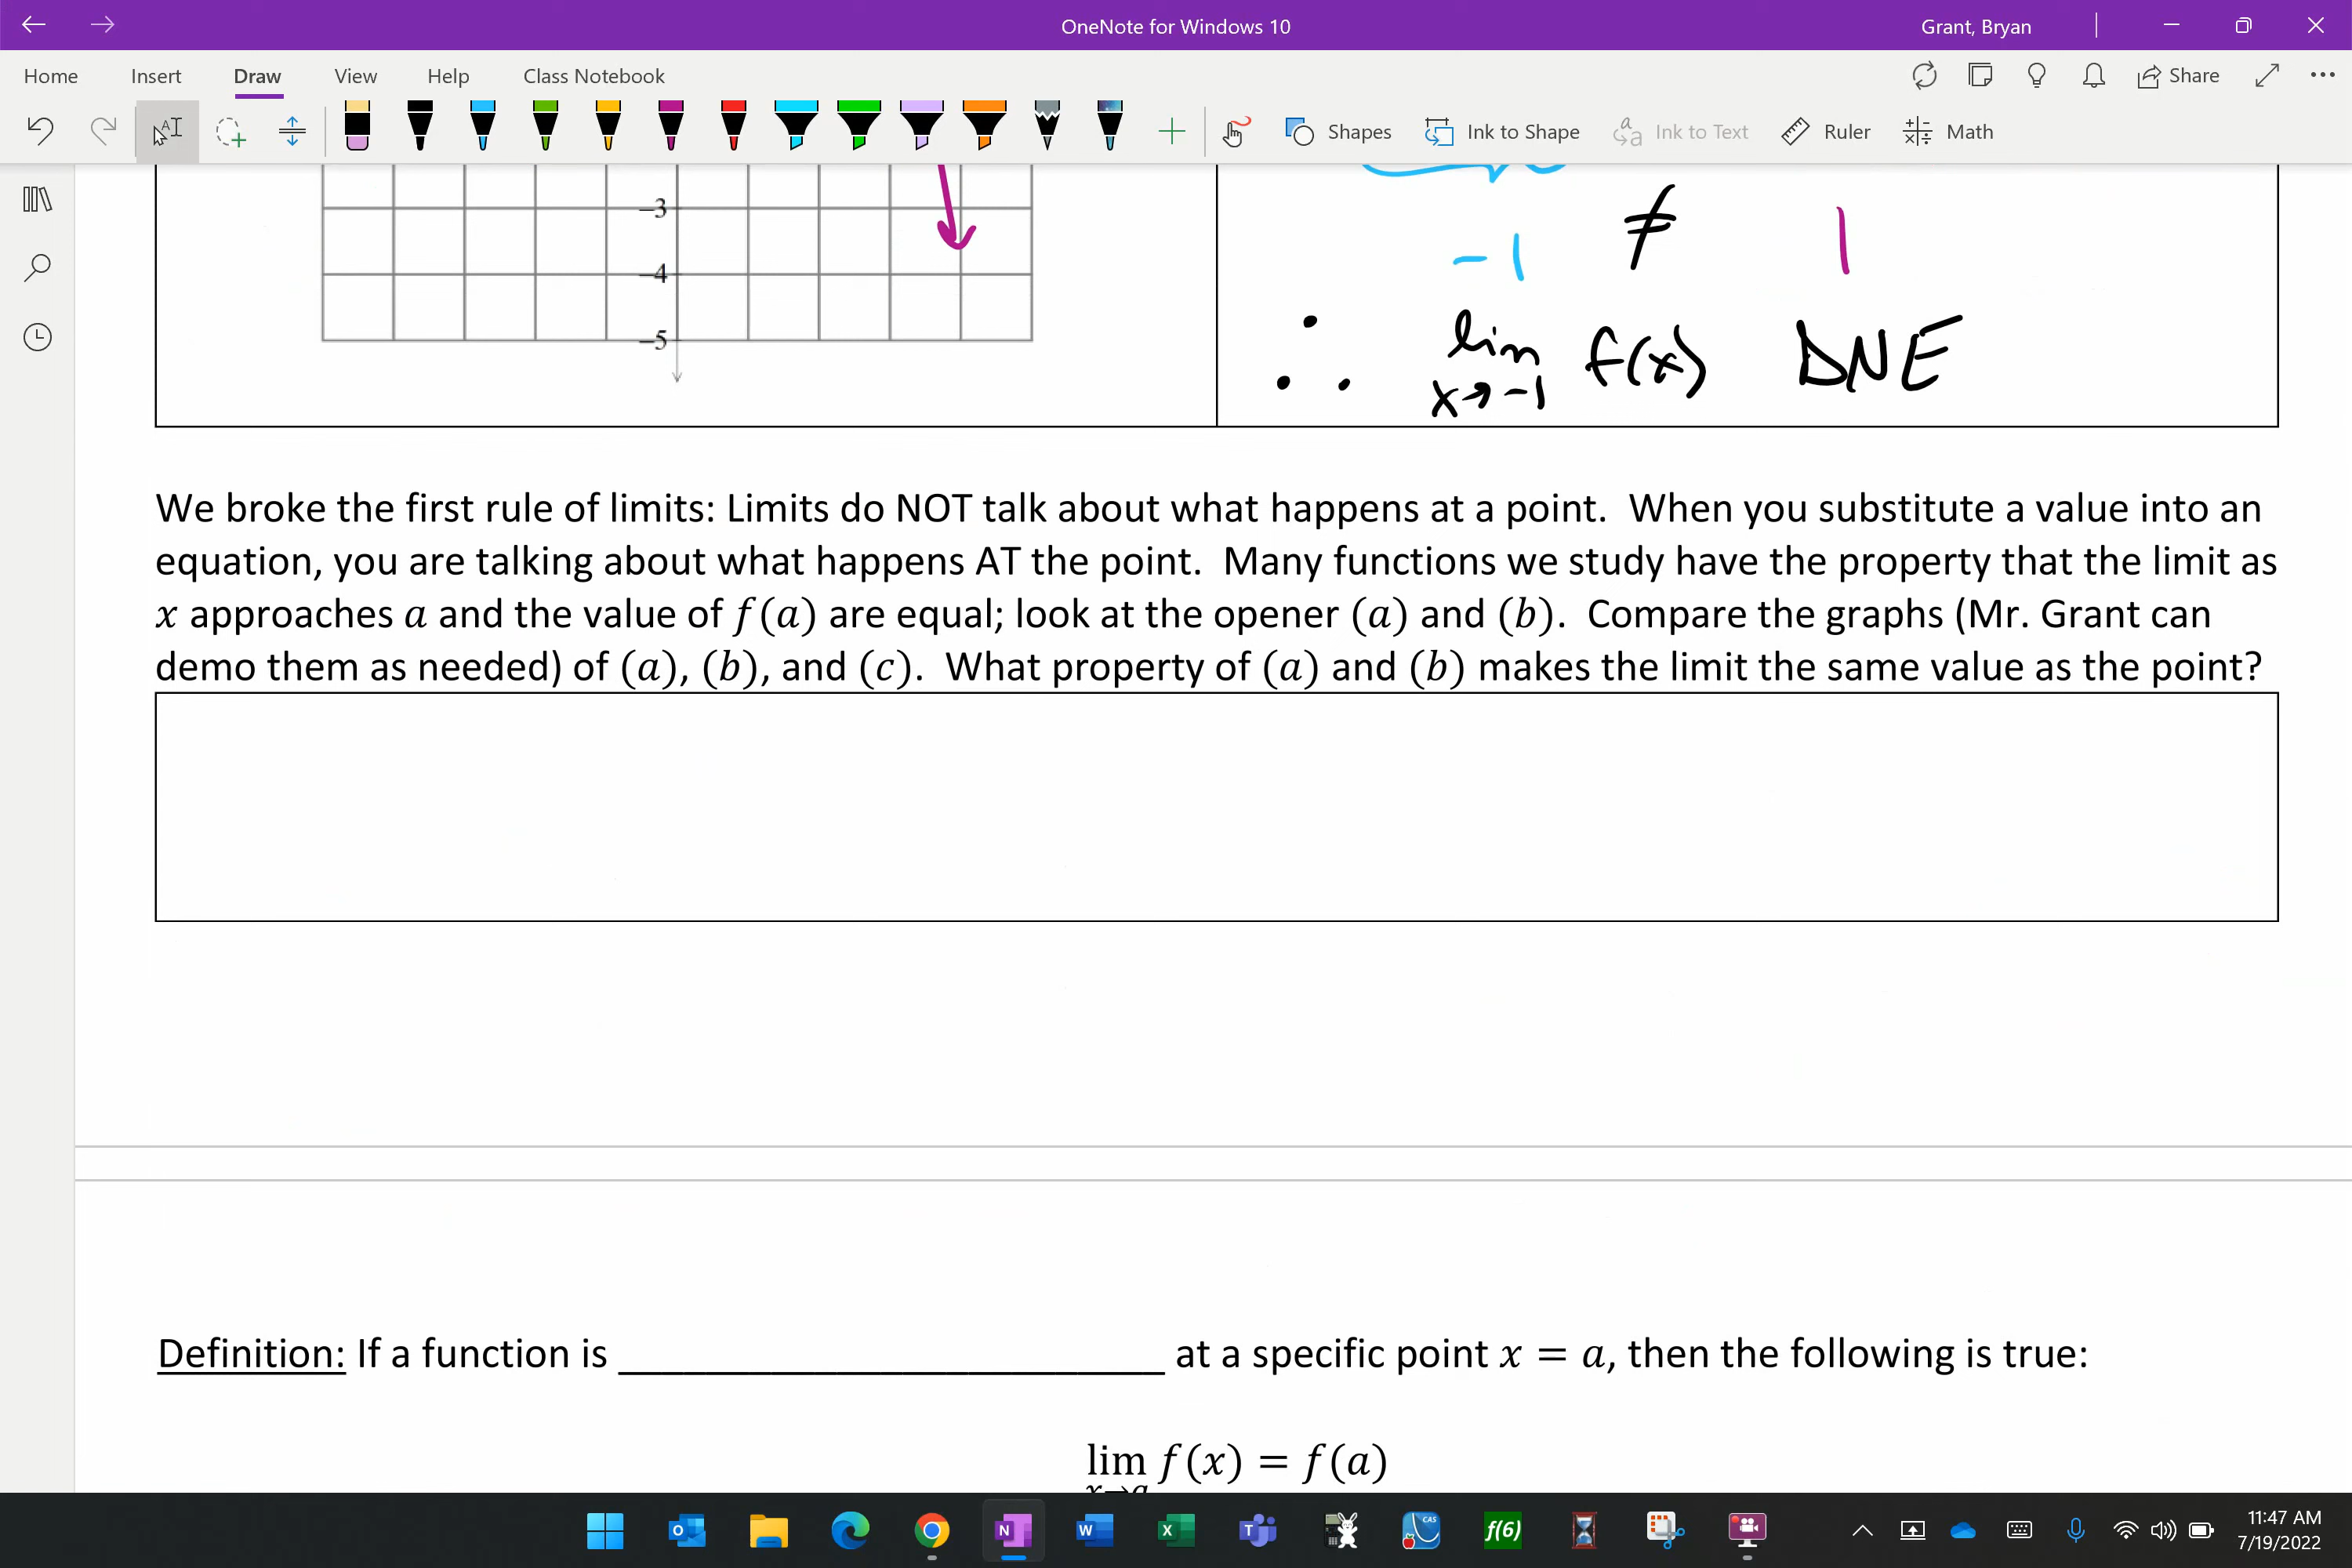 OneNote for Windows 10
Grant, Bryan
Home Insert Draw View Help Class Notebook
Share
Shapes Ink to Shape Ink to Text Ruler Math
-3
-4
-5
-1 ≠ 1
∴ lim f(x) DNE
x→-1
We broke the first rule of limits: Limits do NOT talk about what happens at a point. When you substitute a value into an
equation, you are talking about what happens AT the point. Many functions we study have the property that the limit as
x approaches a and the value of f(a) are equal; look at the opener (a) and (b). Compare the graphs (Mr. Grant can
demo them as needed) of (a), (b), and (c). What property of (a) and (b) makes the limit the same value as the point?
Definition: If a function is __________________________ at a specific point x = a, then the following is true:
lim f(x) = f(a)
x→a
f(6)
CAS
11:47 AM
7/19/2022